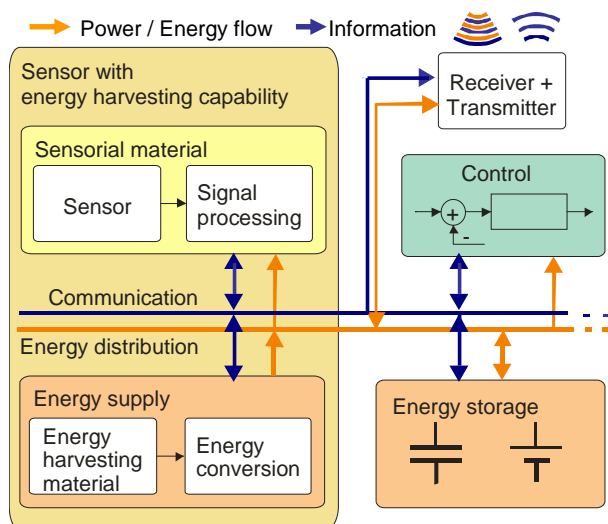 Power / Energy flow
Information
Sensor with
energy harvesting capability
Receiver +
Transmitter
Sensorial material
Sensor
Signal
processing
Control
+
-
Communication
Energy distribution
Energy supply
Energy
harvesting
material
Energy
conversion
Energy storage